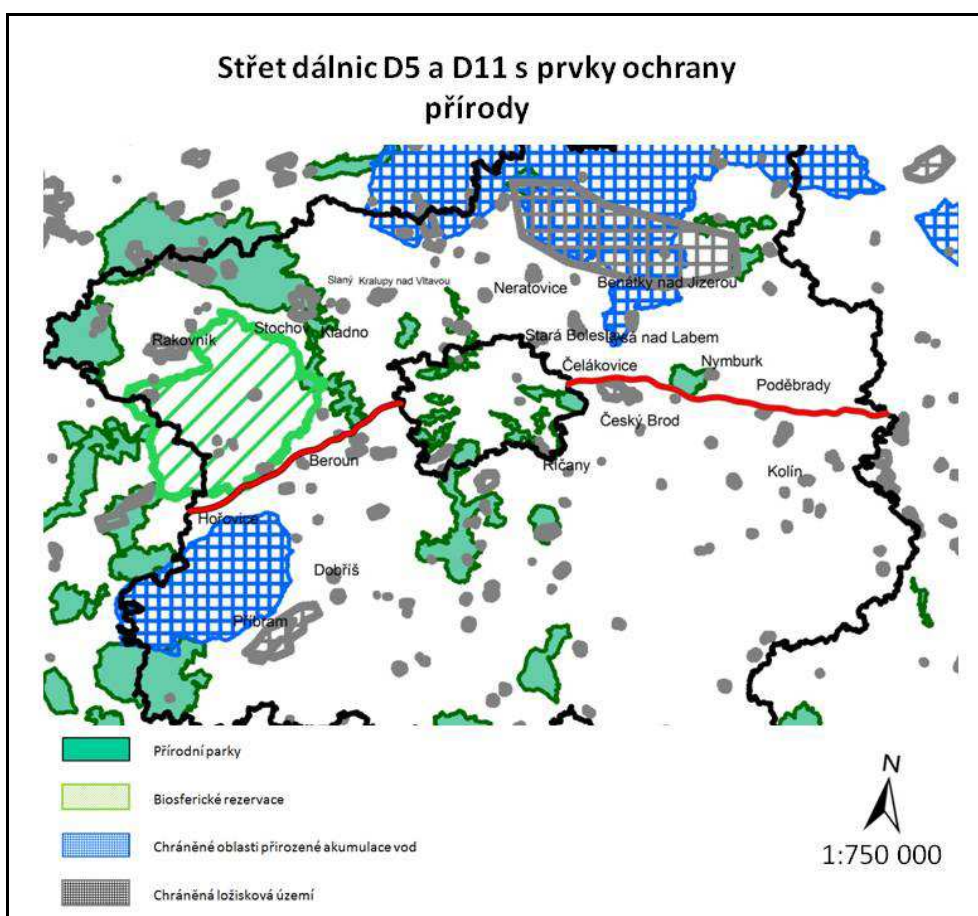 Střet dálnic D5 a D11 s prvky ochrany
přírody
Slaný
Kralupy nad Vltavou
Neratovice
Benátky nad Jizerou
Rakovník
Stochov
Kladno
Stará Boleslav
sá nad Labem
Čelákovice
Nymburk
Poděbrady
Český Brod
Beroun
Říčany
Kolín
Hořovice
Dobříš
Příbram
Přírodní parky
Biosferické rezervace
Chráněné oblasti přirozené akumulace vod
Chráněná ložisková území
N
1:750 000